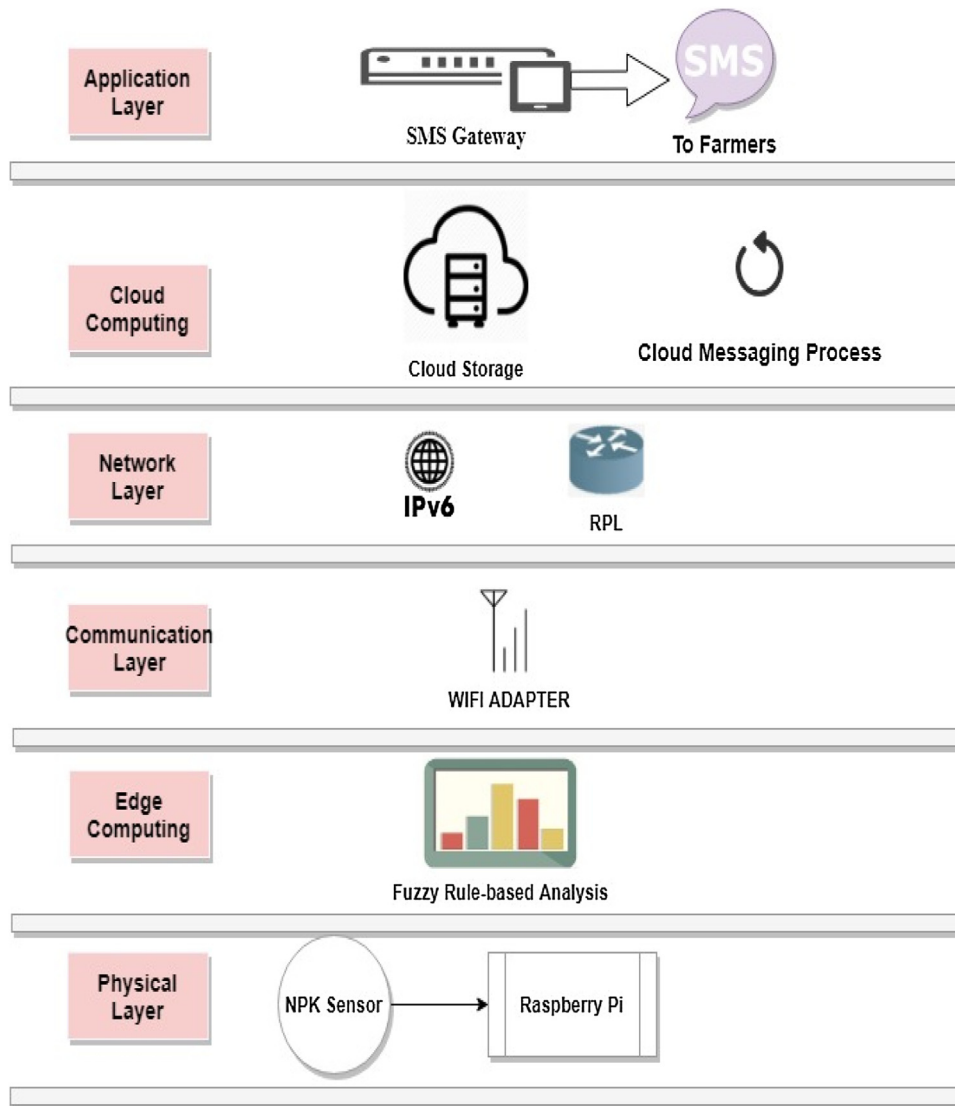 Application
Layer
SMS
SMS Gateway
To Farmers
Cloud
Computing
Cloud Storage
Cloud Messaging Process
Network
Layer
IPv6
RPL
Communication
Layer
WIFI ADAPTER
Edge
Computing
Fuzzy Rule-based Analysis
Physical
Layer
NPK Sensor
Raspberry Pi